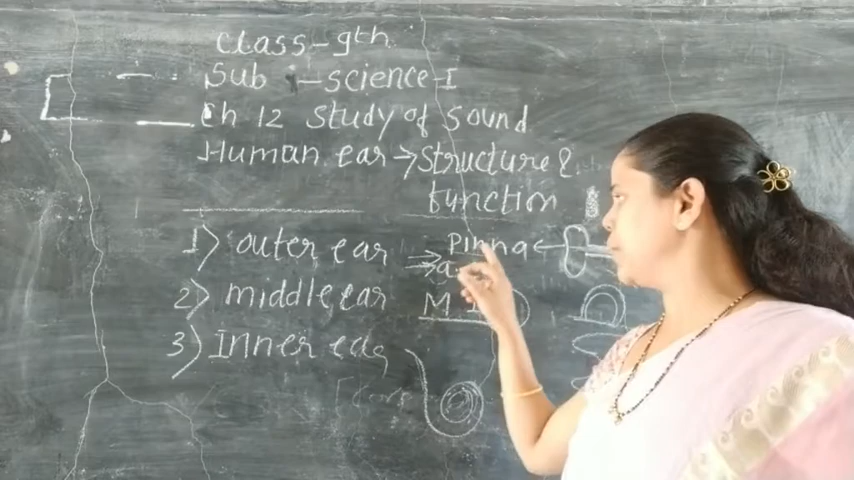 class-9th
Sub :-science-I
Ch 12 Study of Sound
Human ear → Structure &
function
1) outer ear → Pinna
2) middle ear M I
3) Inner ear